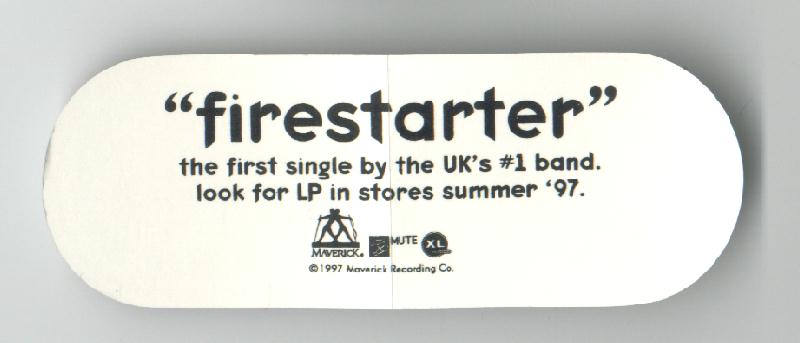 “firestarter”
the first single by the UK's #1 band.
look for LP in stores summer '97.
MAVERICK® MUTE XL
©1997 Maverick Recording Co.